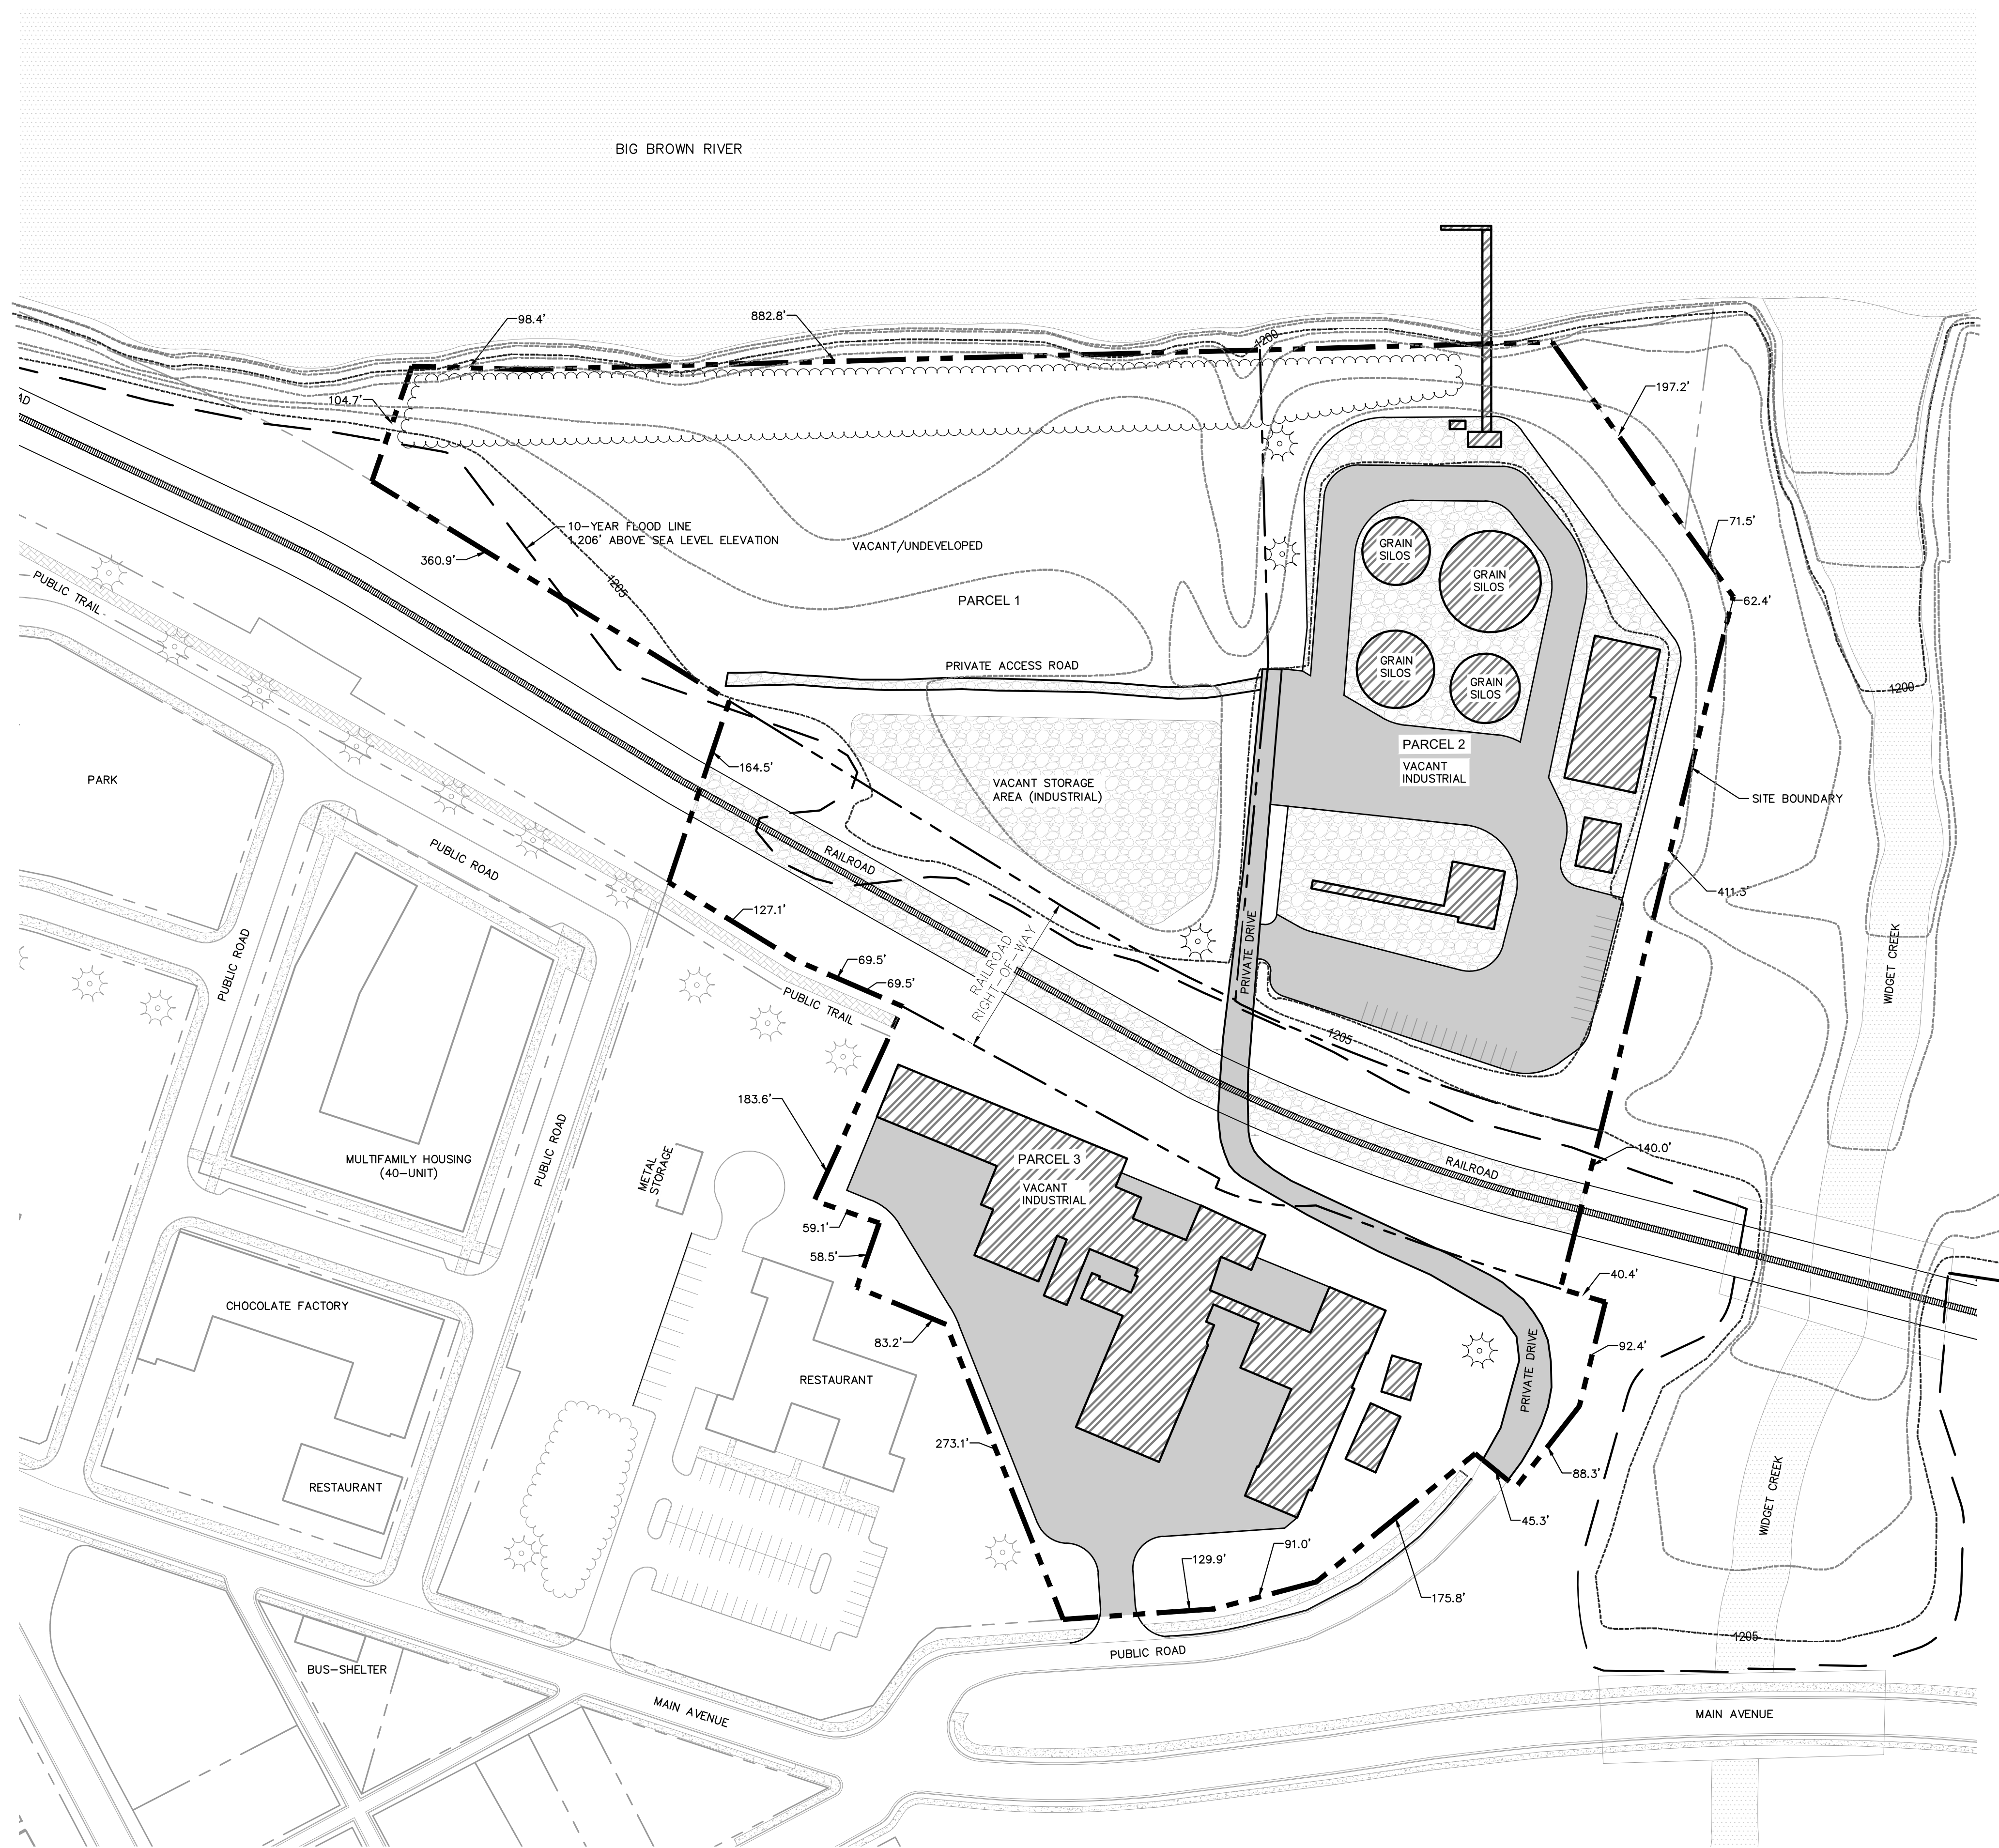 BIG BROWN RIVER
98.4'
882.8'
1200
104.7'
197.2'
10-YEAR FLOOD LINE
1,206' ABOVE SEA LEVEL ELEVATION
360.9'
1205
VACANT/UNDEVELOPED
PARCEL 1
GRAIN
SILOS
GRAIN
SILOS
GRAIN
SILOS
GRAIN
SILOS
71.5'
62.4'
PUBLIC TRAIL
PRIVATE ACCESS ROAD
1200
PARCEL 2
VACANT
INDUSTRIAL
164.5'
PARK
VACANT STORAGE
AREA (INDUSTRIAL)
SITE BOUNDARY
PUBLIC ROAD
RAILROAD
411.3'
127.1'
PUBLIC ROAD
69.5'
69.5'
PUBLIC TRAIL
RAILROAD
RIGHT-OF-WAY
PRIVATE DRIVE
WIDGET CREEK
1205
183.6'
PUBLIC ROAD
MULTIFAMILY HOUSING
(40-UNIT)
METAL
STORAGE
PARCEL 3
VACANT
INDUSTRIAL
RAILROAD
140.0'
59.1'
58.5'
40.4'
83.2'
92.4'
CHOCOLATE FACTORY
RESTAURANT
PRIVATE DRIVE
273.1'
RESTAURANT
88.3'
45.3'
WIDGET CREEK
129.9'
91.0'
175.8'
1205
PUBLIC ROAD
BUS-SHELTER
MAIN AVENUE
MAIN AVENUE